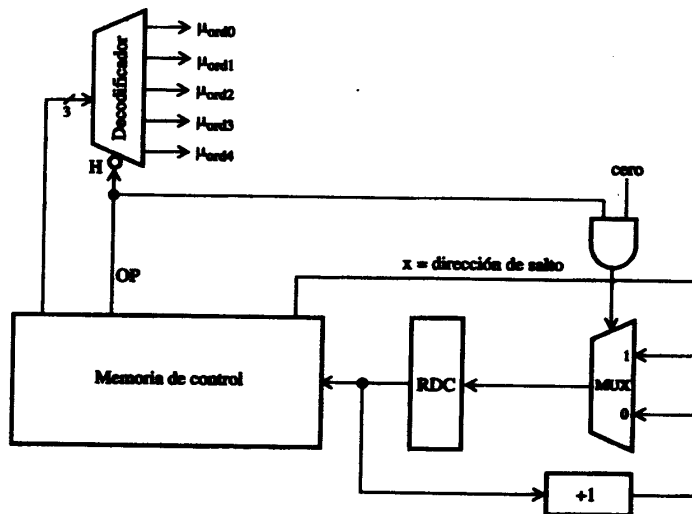 μord0
μord1
μord2
μord3
μord4
Decodificador
3
H
cero
OP
x = dirección de salto
Memoria de control
RDC
1
MUX
0
+1